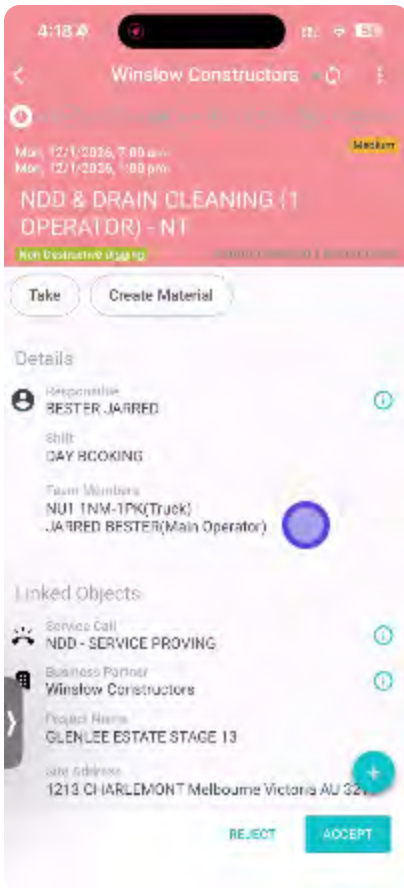 4:18
Winslow Constructors
Medium
Mon, 12/1/2026, 7:00 am
Mon, 12/1/2026, 1:00 pm
NDD & DRAIN CLEANING (1
OPERATOR) - NT
Non Destructive Digging
Take
Create Material
Details
Responsible
BESTER JARRED
Shift
DAY BOOKING
Team Members
NU1 1NM-1PK(Truck)
JARRED BESTER(Main Operator)
Linked Objects
Service Call
NDD - SERVICE PROVING
Business Partner
Winslow Constructors
Project Name
GLENLEE ESTATE STAGE 13
Site Address
1213 CHARLEMONT Melbourne Victoria AU
REJECT
ACCEPT